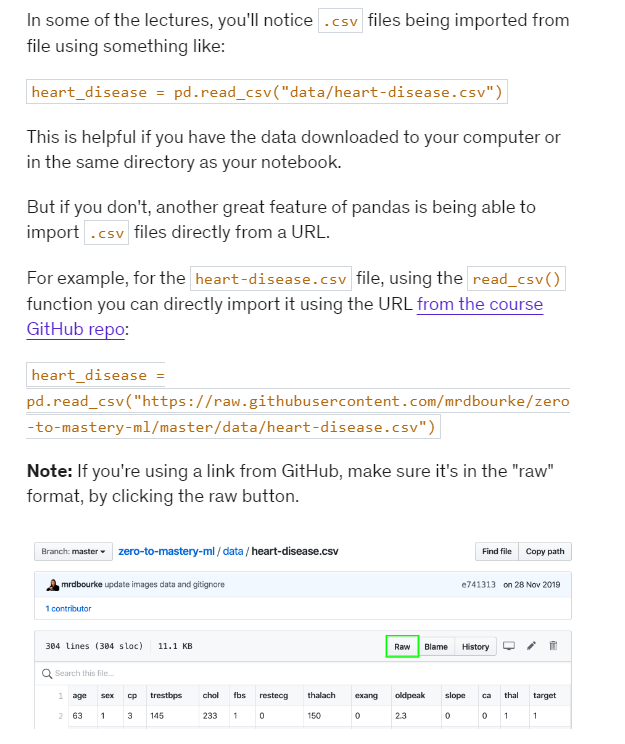 In some of the lectures, you'll notice .csv files being imported from
file using something like:
heart_disease = pd.read_csv("data/heart-disease.csv")
This is helpful if you have the data downloaded to your computer or
in the same directory as your notebook.
But if you don't, another great feature of pandas is being able to
import .csv files directly from a URL.
For example, for the heart-disease.csv file, using the read_csv()
function you can directly import it using the URL from the course
GitHub repo:
heart_disease =
pd.read_csv("https://raw.githubusercontent.com/mrdbourke/zero
-to-mastery-ml/master/data/heart-disease.csv")
Note: If you're using a link from GitHub, make sure it's in the "raw"
format, by clicking the raw button.
Branch: master zero-to-mastery-ml / data / heart-disease.csv Find file Copy path
mrdbourke update images data and gitignore e741313 on 28 Nov 2019
1 contributor
304 lines (304 sloc) 11.1 KB Raw Blame History
Search this file...
1 age sex cp trestbps chol fbs restecg thalach exang oldpeak slope ca thal target
2 63 1 3 145 233 1 0 150 0 2.3 0 0 1 1